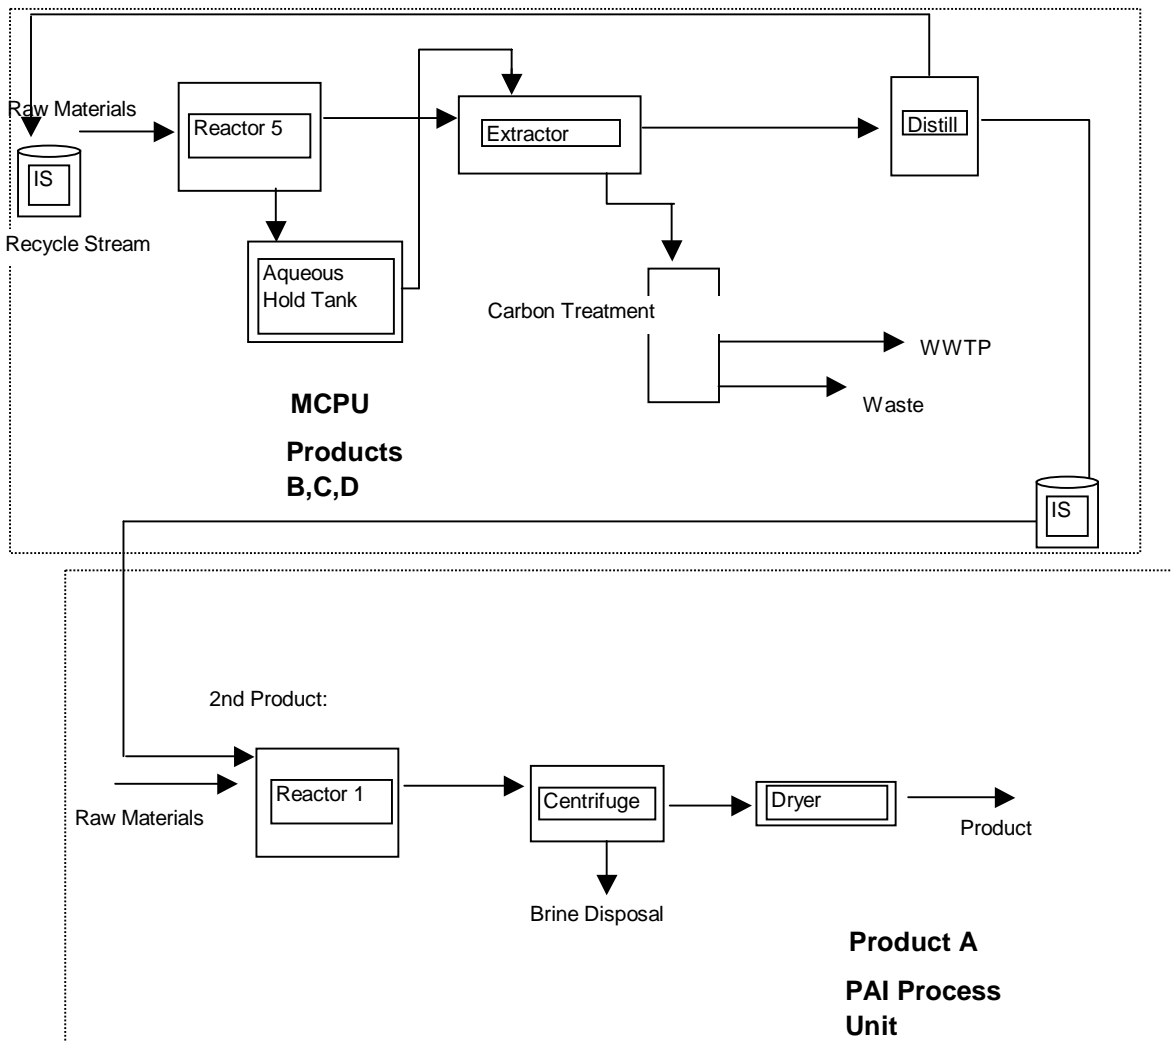 Raw Materials
Reactor 5
Extractor
Distill
IS
Recycle Stream
Aqueous
Hold Tank
Carbon Treatment
WWTP
Waste
MCPU
Products
B,C,D
IS
2nd Product:
Reactor 1
Centrifuge
Dryer
Raw Materials
Product
Brine Disposal
Product A
PAI Process
Unit